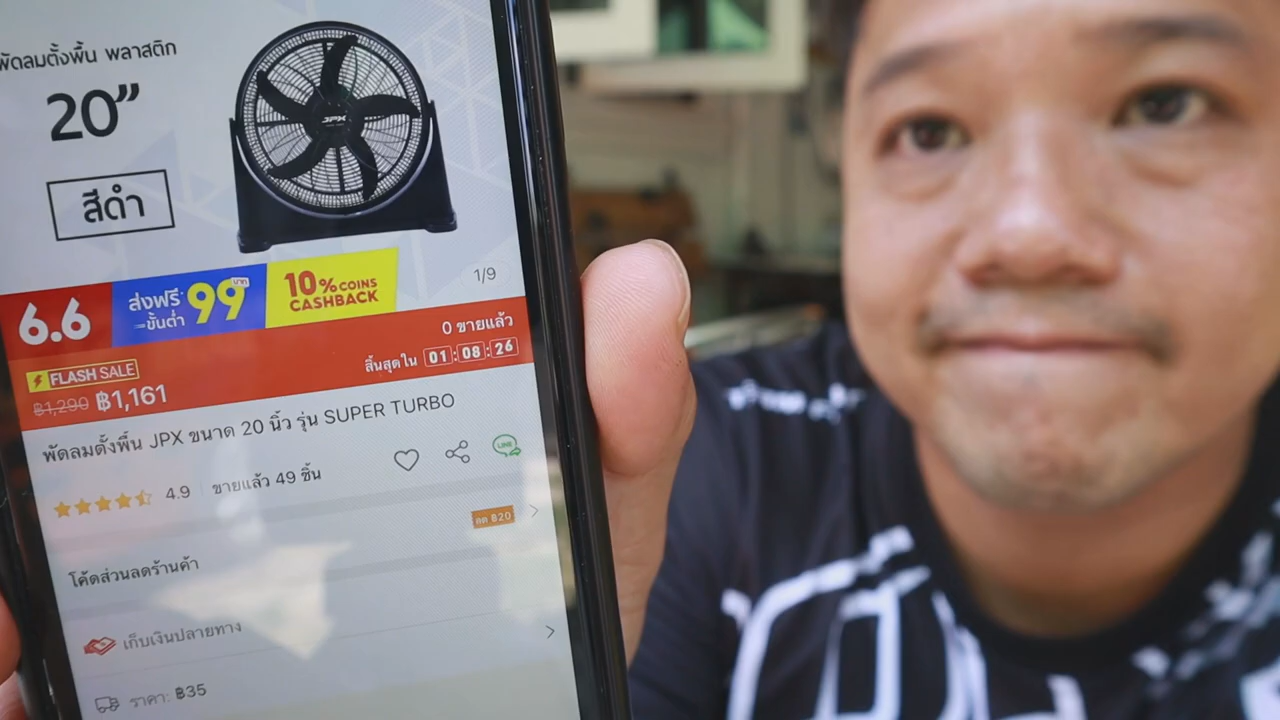 พัดลมตั้งพื้น พลาสติก
20”
สีดำ
JPX
1/9
6.6
ส่งฟรี*
ขั้นต่ำ 99 บาท
10% COINS
CASHBACK
0 ขายแล้ว
FLASH SALE
สิ้นสุดใน 01:08:26
฿1,290 ฿1,161
พัดลมตั้งพื้น JPX ขนาด 20 นิ้ว รุ่น SUPER TURBO
4.9 ขายแล้ว 49 ชิ้น
LINE
ลด ฿20
โค้ดส่วนลดร้านค้า
เก็บเงินปลายทาง
ราคา: ฿35